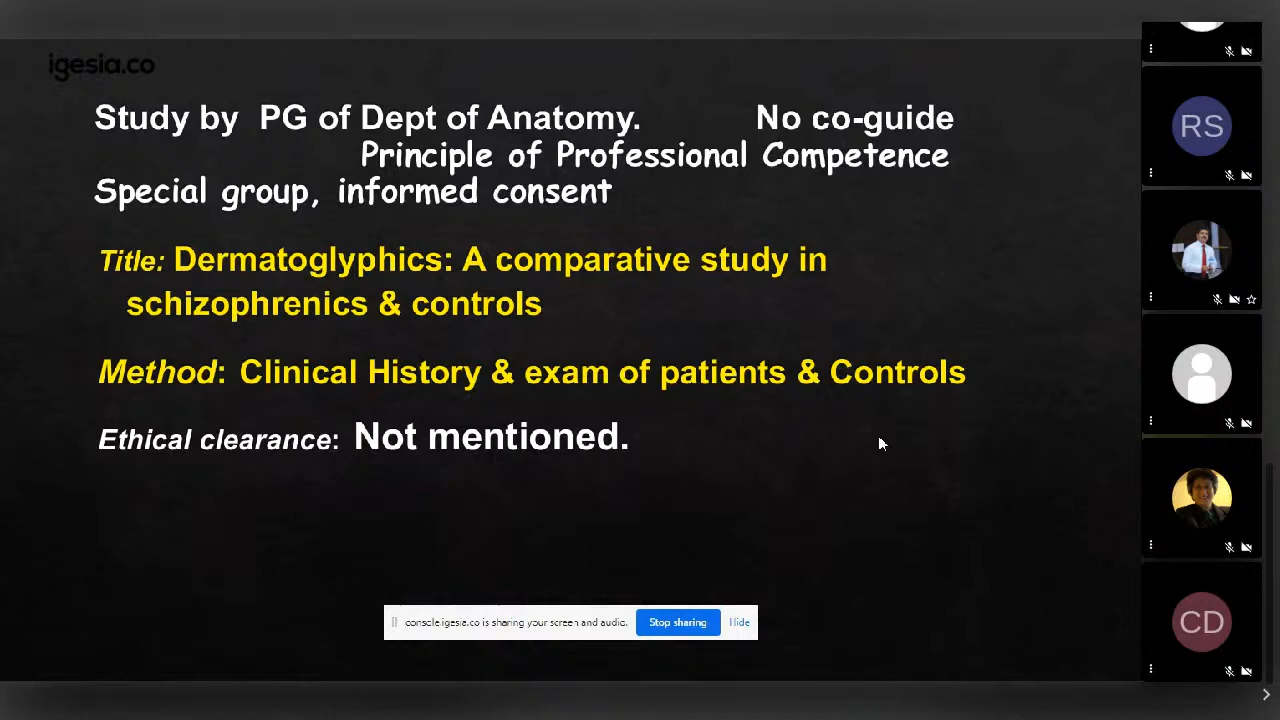 igesia.co
Study by PG of Dept of Anatomy. No co-guide
Principle of Professional Competence
Special group, informed consent
Title: Dermatoglyphics: A comparative study in
schizophrenics & controls
Method: Clinical History & exam of patients & Controls
Ethical clearance: Not mentioned.
console.igesia.co is sharing your screen and audio. Stop sharing Hide
RS
CD